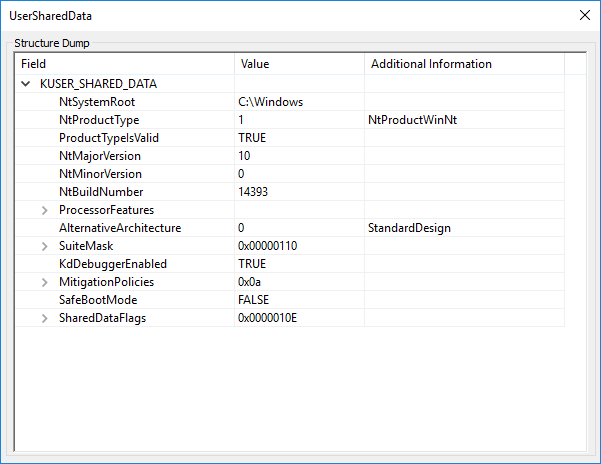 UserSharedData
Structure Dump
Field Value Additional Information
KUSER_SHARED_DATA
NtSystemRoot C:\Windows
NtProductType 1 NtProductWinNt
ProductTypeIsValid TRUE
NtMajorVersion 10
NtMinorVersion 0
NtBuildNumber 14393
ProcessorFeatures
AlternativeArchitecture 0 StandardDesign
SuiteMask 0x00000110
KdDebuggerEnabled TRUE
MitigationPolicies 0x0a
SafeBootMode FALSE
SharedDataFlags 0x0000010E